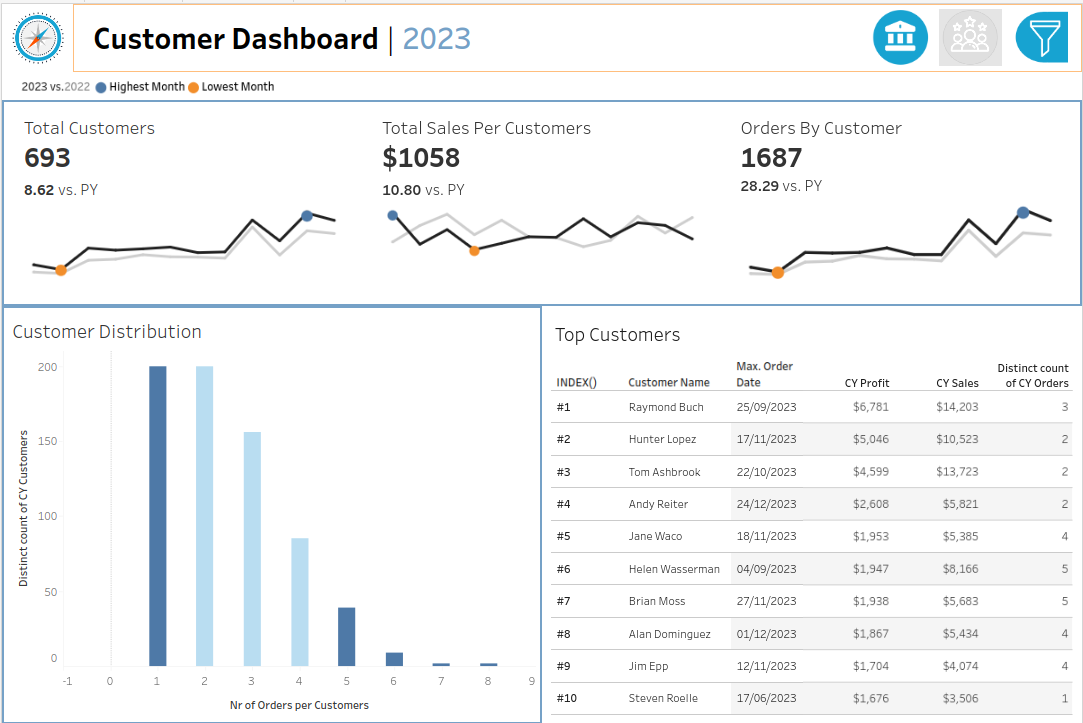 Customer Dashboard | 2023
2023 vs.2022 Highest Month Lowest Month
Total Customers
693
8.62 vs. PY
Total Sales Per Customers
$1058
10.80 vs. PY
Orders By Customer
1687
28.29 vs. PY
Customer Distribution
Distinct count of CY Customers
200
150
100
50
0
-1 0 1 2 3 4 5 6 7 8 9
Nr of Orders per Customers
Top Customers
INDEX() Customer Name Max. Order Date CY Profit CY Sales Distinct count of CY Orders
#1 Raymond Buch 25/09/2023 $6,781 $14,203 3
#2 Hunter Lopez 17/11/2023 $5,046 $10,523 2
#3 Tom Ashbrook 22/10/2023 $4,599 $13,723 2
#4 Andy Reiter 24/12/2023 $2,608 $5,821 2
#5 Jane Waco 18/11/2023 $1,953 $5,385 4
#6 Helen Wasserman 04/09/2023 $1,947 $8,166 5
#7 Brian Moss 27/11/2023 $1,938 $5,683 5
#8 Alan Dominguez 01/12/2023 $1,867 $5,434 4
#9 Jim Epp 12/11/2023 $1,704 $4,074 4
#10 Steven Roelle 17/06/2023 $1,676 $3,506 1